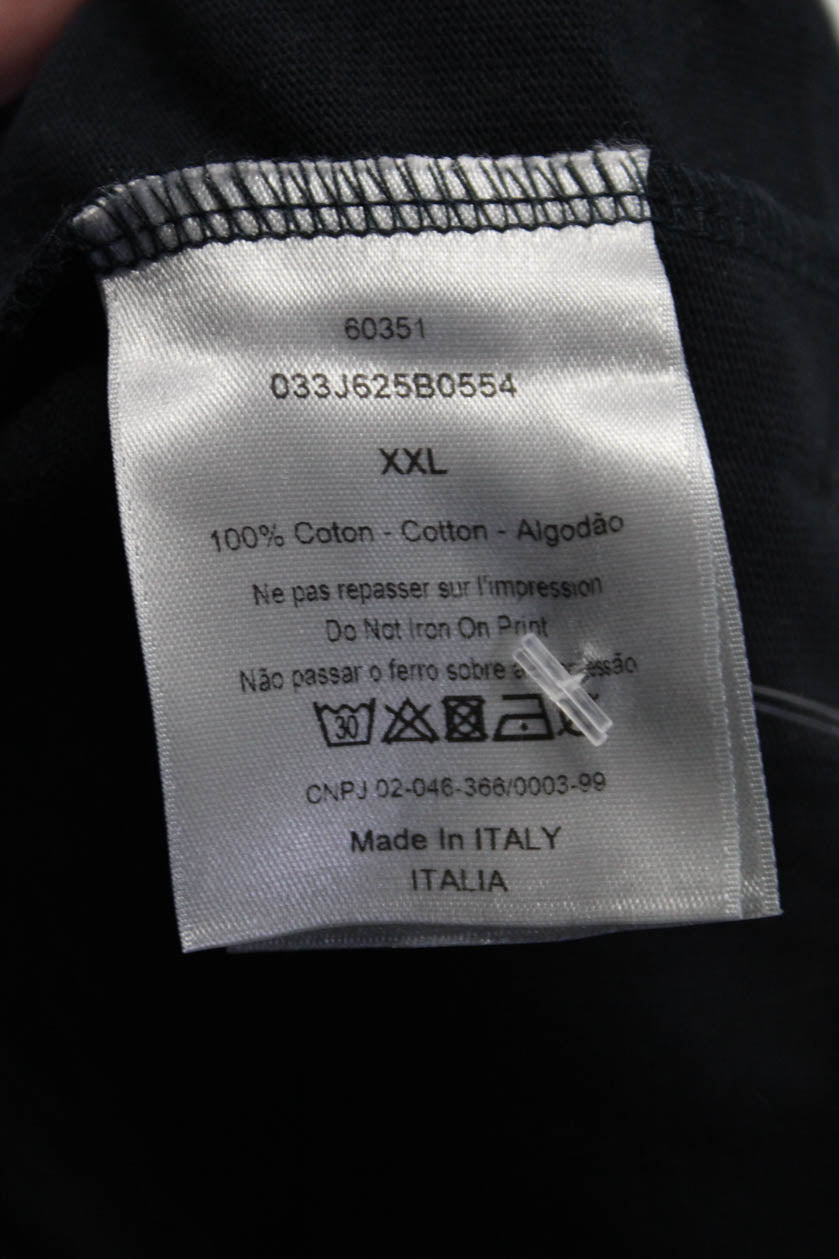 60351
033J625B0554
XXL
100% Coton - Cotton - Algodão
Ne pas repasser sur l'impression
Do Not Iron On Print
Não passar o ferro sobre
30
CNPJ 02-046-366/0003-99
Made In ITALY
ITALIA